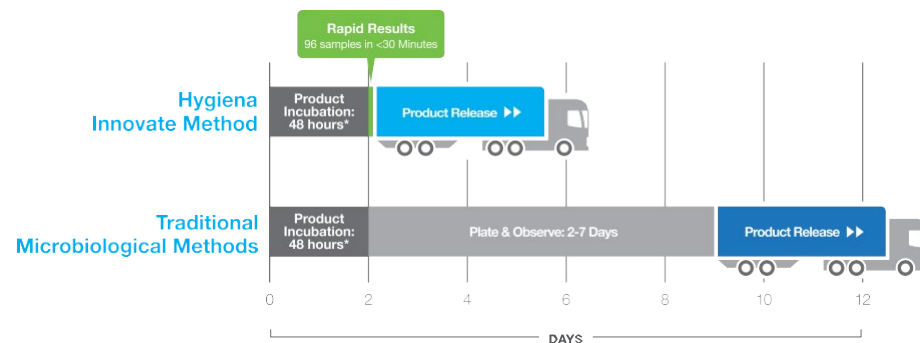 Rapid Results
96 samples in <30 Minutes
Hygiena
Innovate Method
Product
Incubation:
48 hours*
Product Release
Traditional
Microbiological Methods
Product
Incubation:
48 hours*
Plate & Observe: 2-7 Days
Product Release
0 2 4 6 8 10 12
DAYS